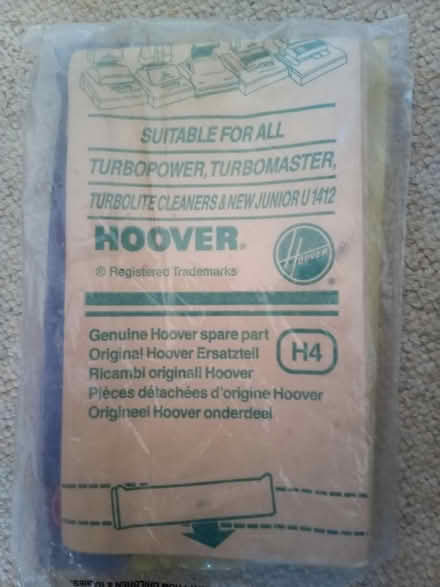 SUITABLE FOR ALL
TURBOPOWER, TURBOMASTER,
TURBOLITE CLEANERS & NEW JUNIOR U1412
HOOVER®
HOOVER
® Registered Trademarks
Genuine Hoover spare part
Original Hoover Ersatzteil
Ricambi originali Hoover
Pièces détachées d'origine Hoover
Origineel Hoover onderdeel
H4